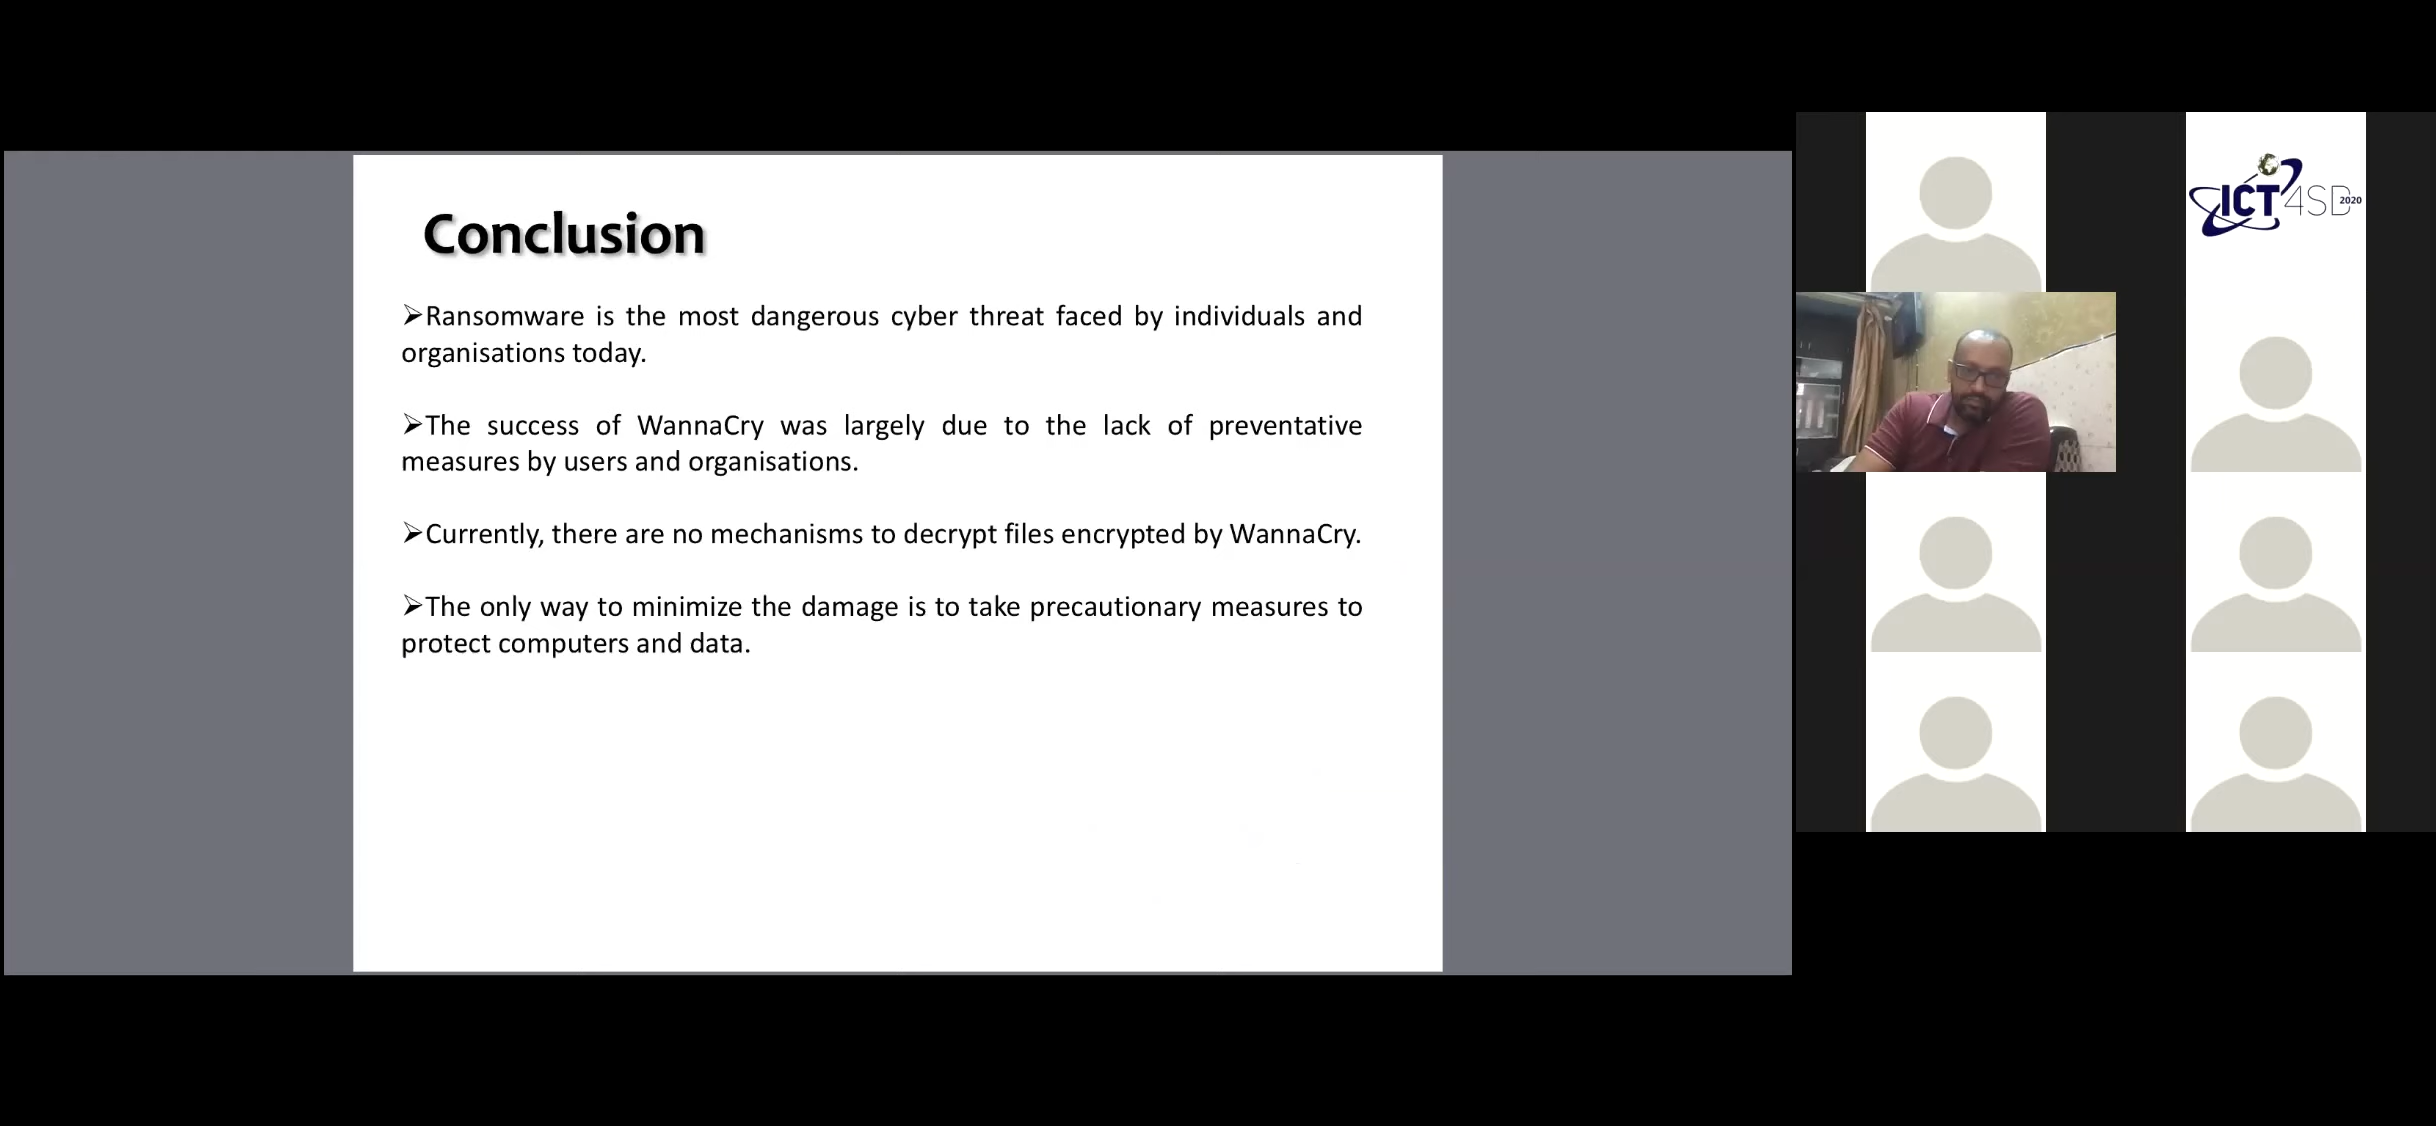 Conclusion
➢Ransomware is the most dangerous cyber threat faced by individuals and
organisations today.
➢The success of WannaCry was largely due to the lack of preventative
measures by users and organisations.
➢Currently, there are no mechanisms to decrypt files encrypted by WannaCry.
➢The only way to minimize the damage is to take precautionary measures to
protect computers and data.
ICT4SD 2020